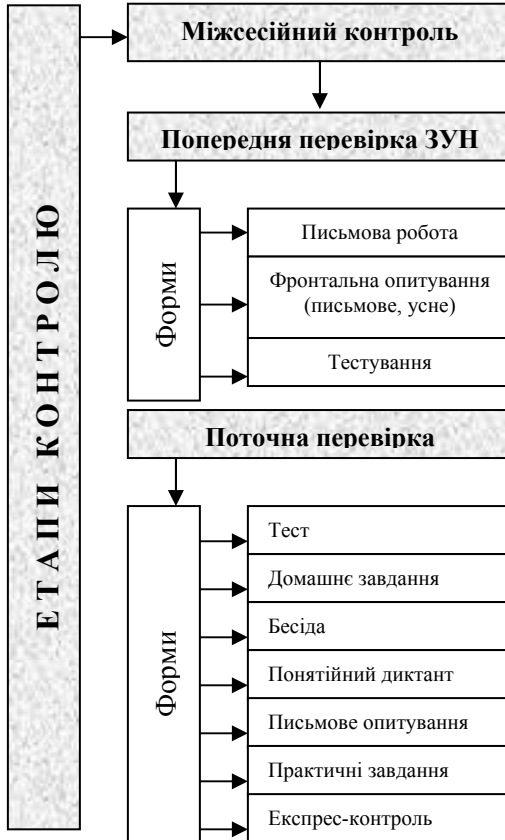 ЕТАПИ КОНТРОЛЮ
Міжсесійний контроль
Попередня перевірка ЗУН
Форми
Письмова робота
Фронтальна опитування
(письмове, усне)
Тестування
Поточна перевірка
Форми
Тест
Домашнє завдання
Бесіда
Понятійний диктант
Письмове опитування
Практичні завдання
Експрес-контроль